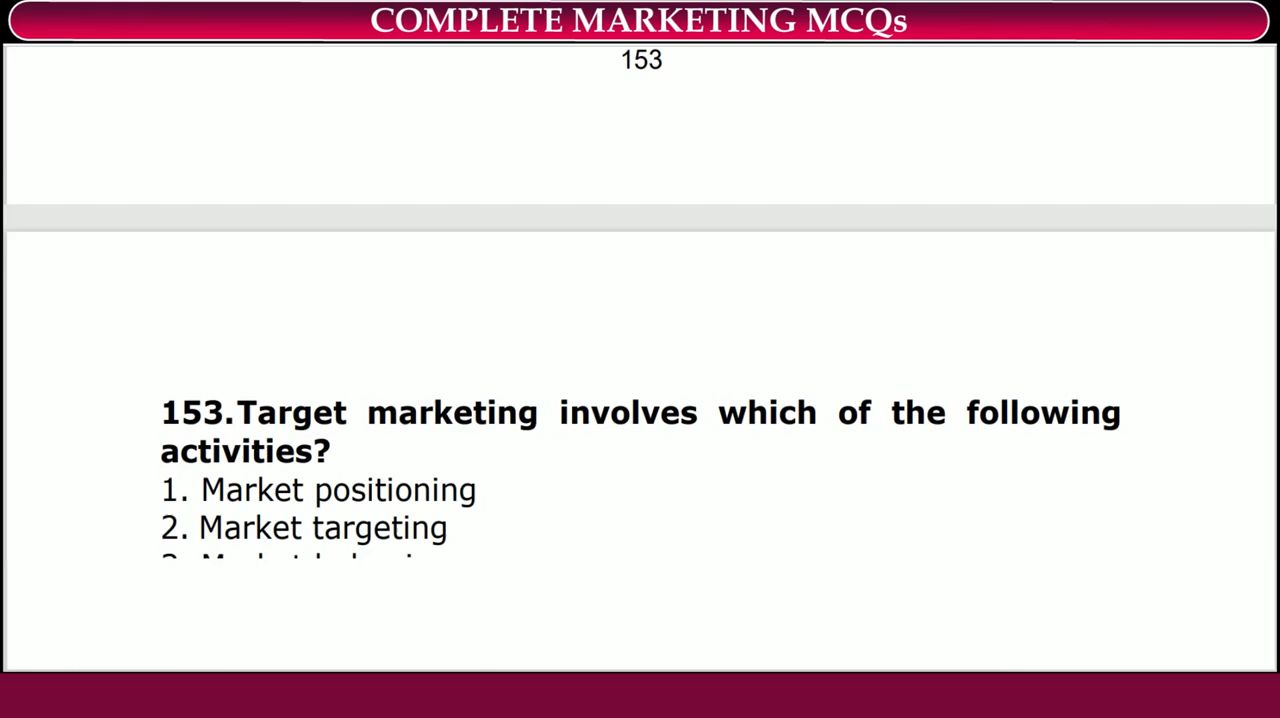 COMPLETE MARKETING MCQs
153
153.Target marketing involves which of the following
activities?
1. Market positioning
2. Market targeting